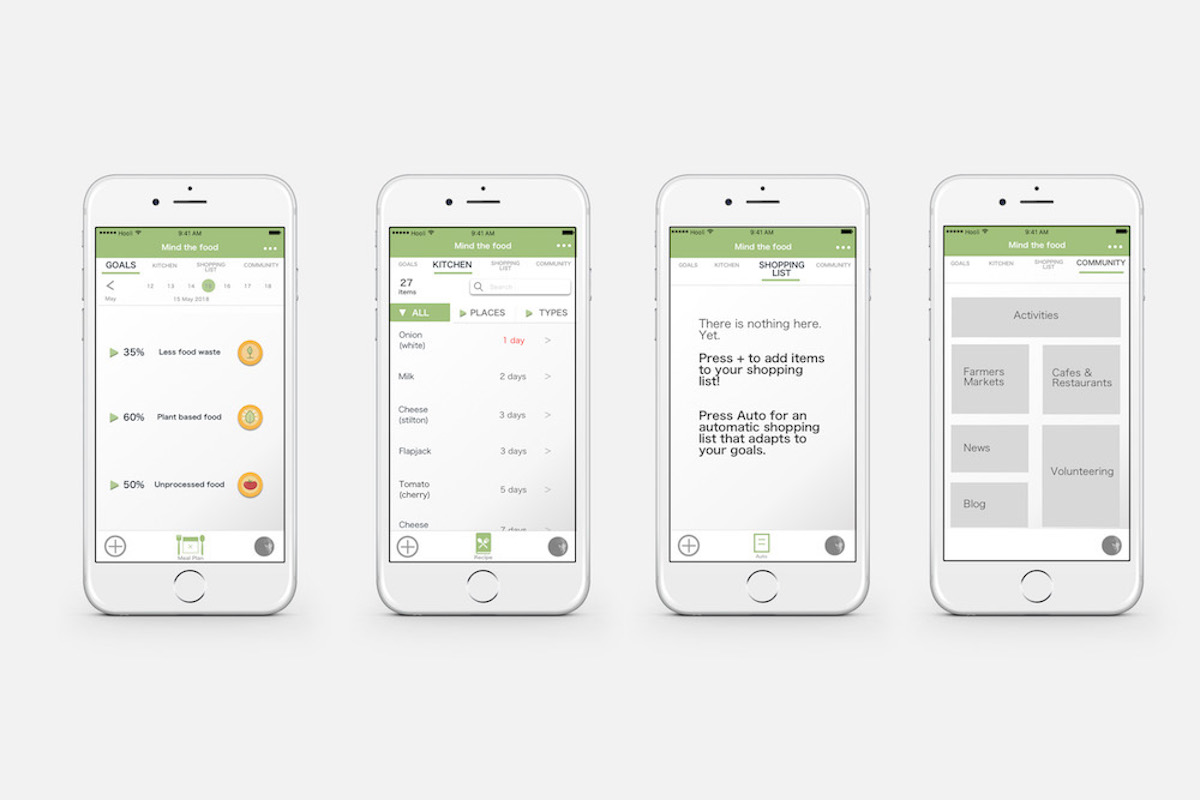 Hooli 9:41 AM
Mind the food
GOALS KITCHEN SHOPPING LIST COMMUNITY
12 13 14 15 16 17 18
May 15 May 2018
35% Less food waste
60% Plant based food
50% Unprocessed food
Meal Plan
Hooli 9:41 AM
Mind the food
GOALS KITCHEN SHOPPING LIST COMMUNITY
27
items
Search
ALL PLACES TYPES
Onion
(white) 1 day
Milk 2 days
Cheese
(stilton) 3 days
Flapjack 3 days
Tomato
(cherry) 5 days
Cheese 7 days
Recipe
Hooli 9:41 AM
Mind the food
GOALS KITCHEN SHOPPING LIST COMMUNITY
There is nothing here.
Yet.
Press + to add items
to your shopping
list!
Press Auto for an
automatic shopping
list that adapts to
your goals.
Auto
Hooli 9:41 AM
Mind the food
GOALS KITCHEN SHOPPING LIST COMMUNITY
Activities
Farmers
Markets
Cafes &
Restaurants
News
Volunteering
Blog